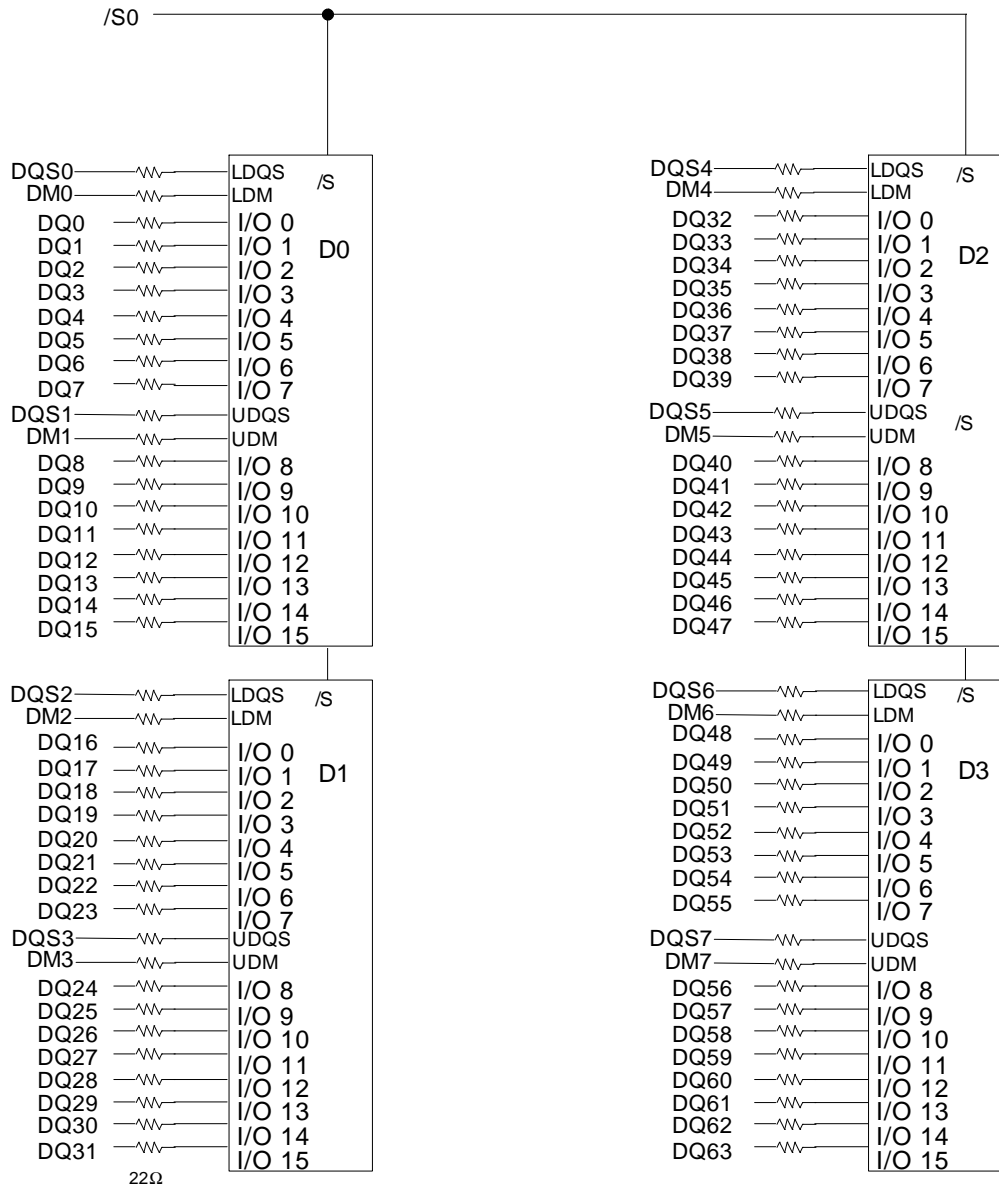 /S0
DQS0 LDQS /S
DM0 LDM
DQ0 I/O 0
DQ1 I/O 1 D0
DQ2 I/O 2
DQ3 I/O 3
DQ4 I/O 4
DQ5 I/O 5
DQ6 I/O 6
DQ7 I/O 7
DQS1 UDQS
DM1 UDM
DQ8 I/O 8
DQ9 I/O 9
DQ10 I/O 10
DQ11 I/O 11
DQ12 I/O 12
DQ13 I/O 13
DQ14 I/O 14
DQ15 I/O 15
DQS2 LDQS /S
DM2 LDM
DQ16 I/O 0
DQ17 I/O 1 D1
DQ18 I/O 2
DQ19 I/O 3
DQ20 I/O 4
DQ21 I/O 5
DQ22 I/O 6
DQ23 I/O 7
DQS3 UDQS
DM3 UDM
DQ24 I/O 8
DQ25 I/O 9
DQ26 I/O 10
DQ27 I/O 11
DQ28 I/O 12
DQ29 I/O 13
DQ30 I/O 14
DQ31 I/O 15
22Ω
DQS4 LDQS /S
DM4 LDM
DQ32 I/O 0
DQ33 I/O 1 D2
DQ34 I/O 2
DQ35 I/O 3
DQ36 I/O 4
DQ37 I/O 5
DQ38 I/O 6
DQ39 I/O 7
DQS5 UDQS /S
DM5 UDM
DQ40 I/O 8
DQ41 I/O 9
DQ42 I/O 10
DQ43 I/O 11
DQ44 I/O 12
DQ45 I/O 13
DQ46 I/O 14
DQ47 I/O 15
DQS6 LDQS /S
DM6 LDM
DQ48 I/O 0
DQ49 I/O 1 D3
DQ50 I/O 2
DQ51 I/O 3
DQ52 I/O 4
DQ53 I/O 5
DQ54 I/O 6
DQ55 I/O 7
DQS7 UDQS
DM7 UDM
DQ56 I/O 8
DQ57 I/O 9
DQ58 I/O 10
DQ59 I/O 11
DQ60 I/O 12
DQ61 I/O 13
DQ62 I/O 14
DQ63 I/O 15